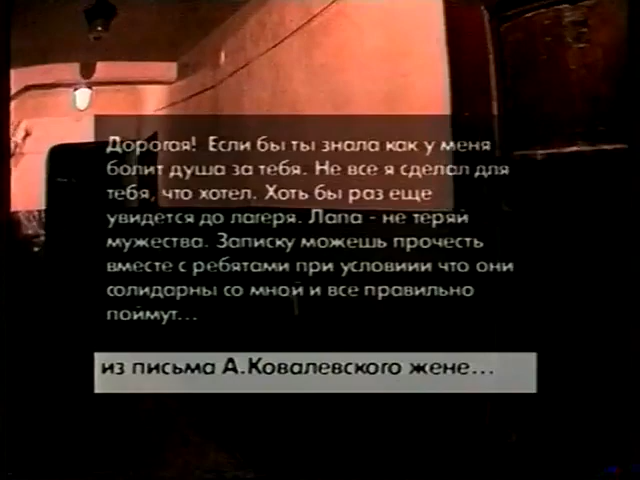 Дорогая! Если бы ты знала как у меня
болит душа за тебя. Не все я сделал для
тебя, что хотел. Хоть бы раз еще
увидется до лагеря. Лапа - не теряй
мужества. Записку можешь прочесть
вместе с ребятами при условиии что они
солидарны со мной и все правильно
поймут...
из письма А.Ковалевского жене...